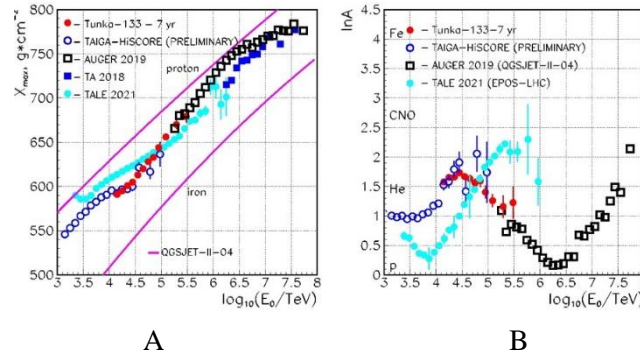 X_max, g*cm⁻²
800
750
700
650
600
550
500
- Tunka-133-7 yr
- TAIGA-HiSCORE (PRELIMINARY)
- AUGER 2019
- TA 2018
- TALE 2021
proton
iron
QGSJET-II-04
3 3.5 4 4.5 5 5.5 6 6.5 7 7.5 8
log₁₀(E₀/TeV)
A
lnA
4
3.5
3
2.5
2
1.5
1
0.5
0
Fe
- Tunka-133 - 7 yr
- TAIGA-HiSCORE (PRELIMINARY)
- AUGER 2019 (QGSJET-II-04)
- TALE 2021 (EPOS-LHC)
CNO
He
P
3 3.5 4 4.5 5 5.5 6 6.5 7 7.5
log₁₀(E₀/TeV)
B